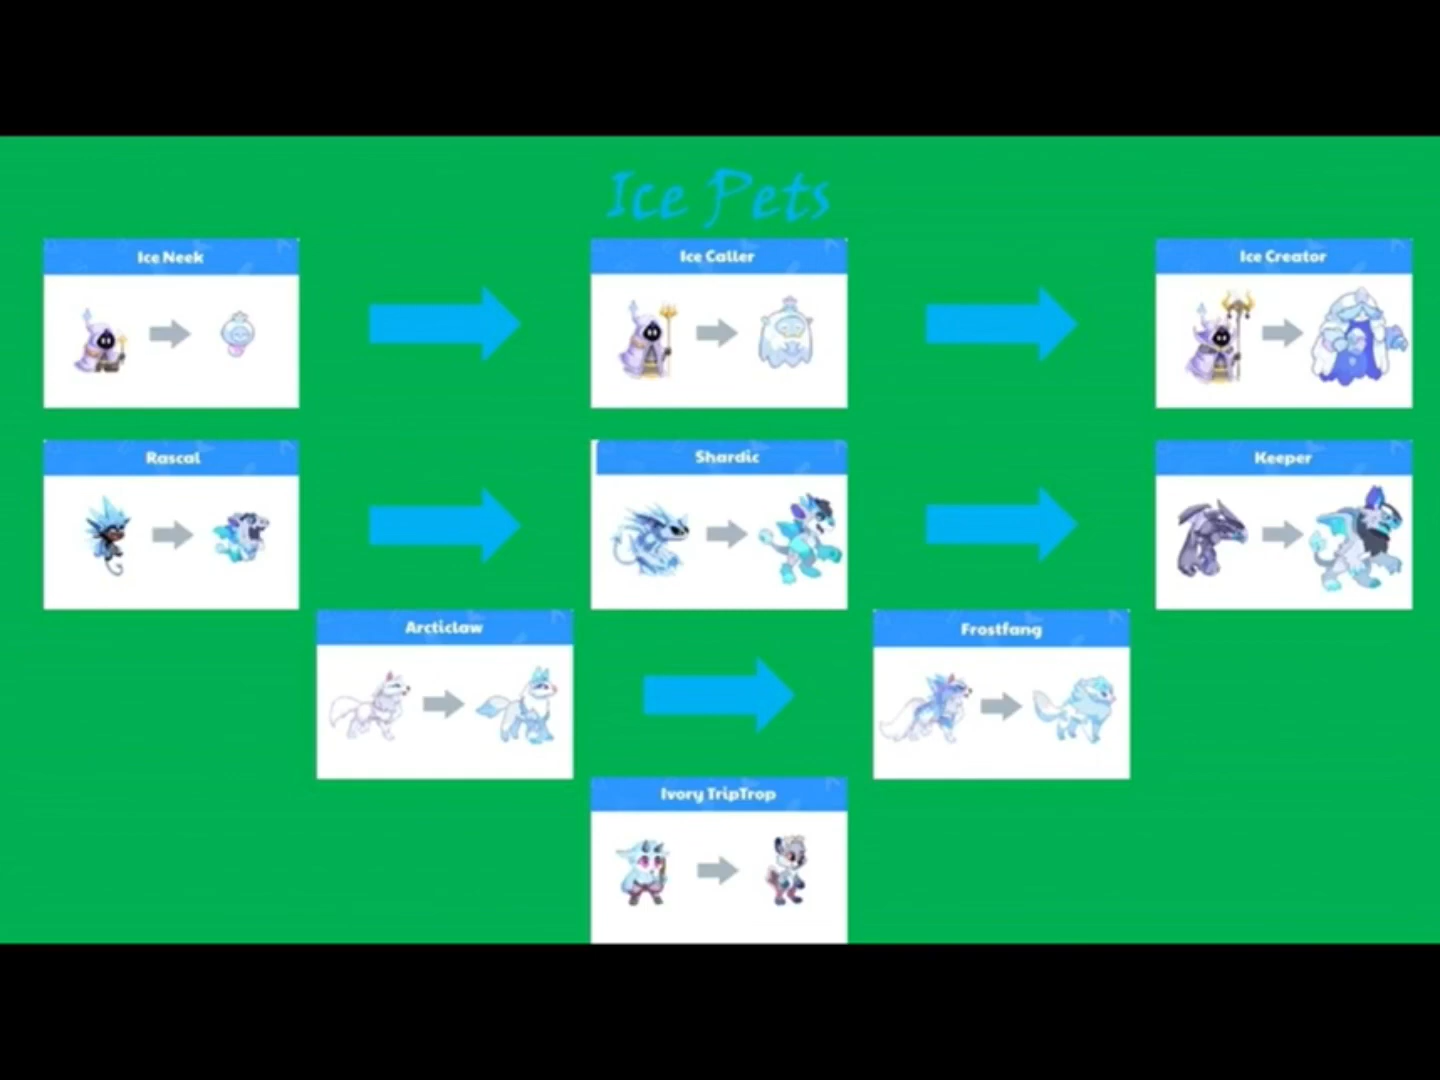 Ice Pets
Ice Neek
Ice Caller
Ice Creator
Rascal
Shardic
Keeper
Arcticlaw
Frostfang
Ivory TripTrop